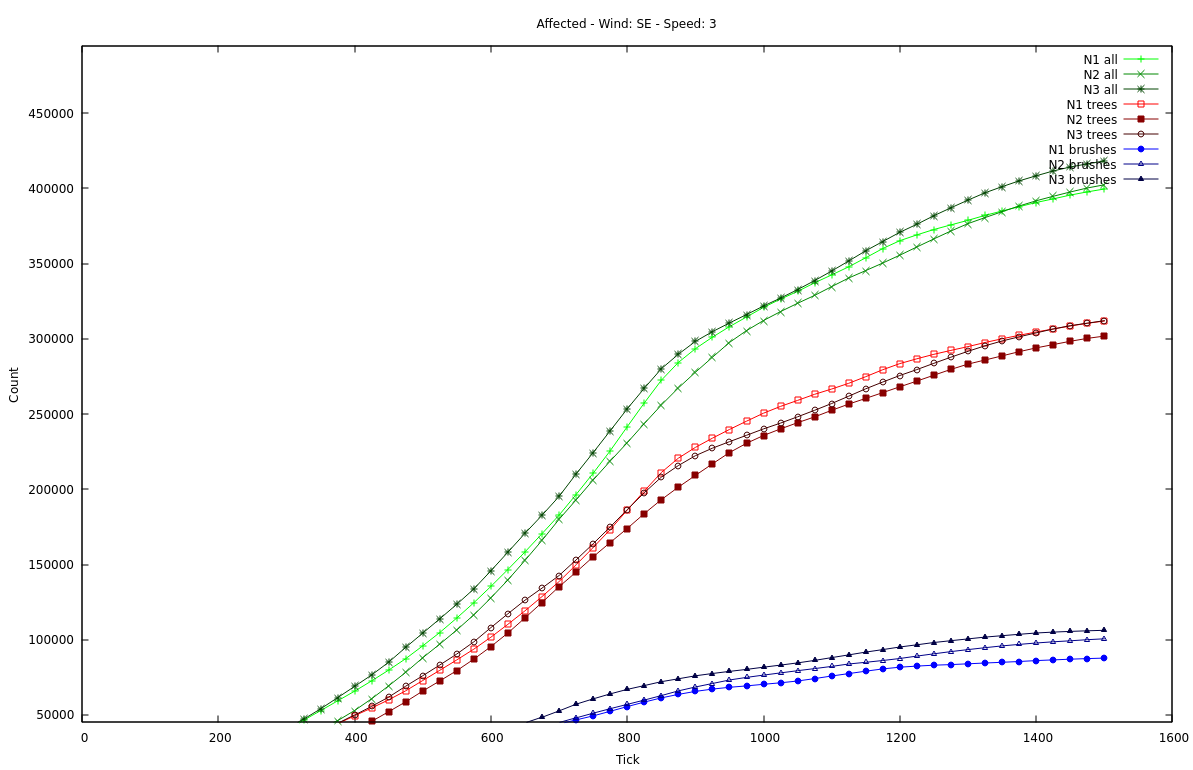 Affected - Wind: SE - Speed: 3
N1 all
N2 all
N3 all
N1 trees
N2 trees
N3 trees
N1 brushes
N2 brushes
N3 brushes
450000
400000
350000
300000
250000
200000
150000
100000
50000
Count
0 200 400 600 800 1000 1200 1400 1600
Tick